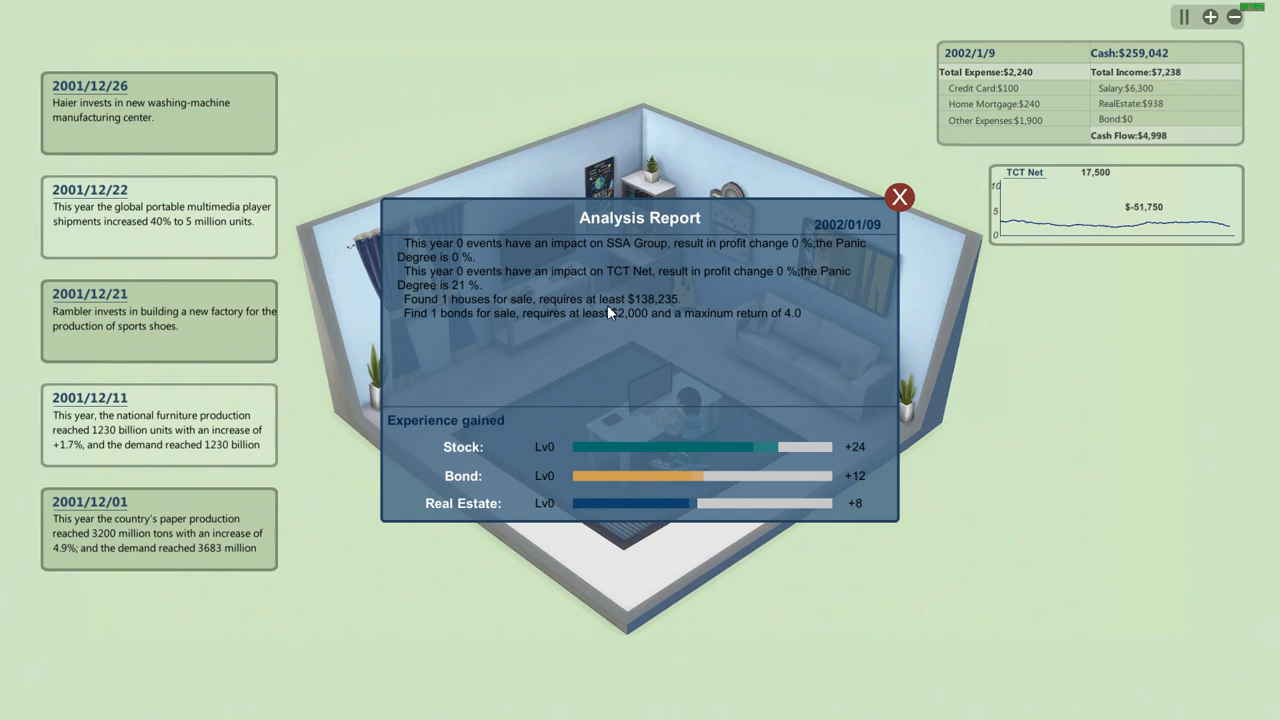 2001/12/26
Haier invests in new washing-machine
manufacturing center.
2001/12/22
This year the global portable multimedia player
shipments increased 40% to 5 million units.
2001/12/21
Rambler invests in building a new factory for the
production of sports shoes.
2001/12/11
This year, the national furniture production
reached 1230 billion units with an increase of
+1.7%, and the demand reached 1230 billion
2001/12/01
This year the country's paper production
reached 3200 million tons with an increase of
4.9%; and the demand reached 3683 million
Analysis Report
2002/01/09
This year 0 events have an impact on SSA Group, result in profit change 0 %;the Panic
Degree is 0 %.
This year 0 events have an impact on TCT Net, result in profit change 0 %;the Panic
Degree is 21 %.
Found 1 houses for sale, requires at least $138,235.
Find 1 bonds for sale, requires at least $2,000 and a maxinum return of 4.0
Experience gained
Stock: Lv0 +24
Bond: Lv0 +12
Real Estate: Lv0 +8
2002/1/9 Cash:$259,042
Total Expense:$2,240 Total Income:$7,238
Credit Card:$100 Salary:$6,300
Home Mortgage:$240 RealEstate:$938
Other Expenses:$1,900 Bond:$0
Cash Flow:$4,998
TCT Net 17,500
10
$-51,750
5
0